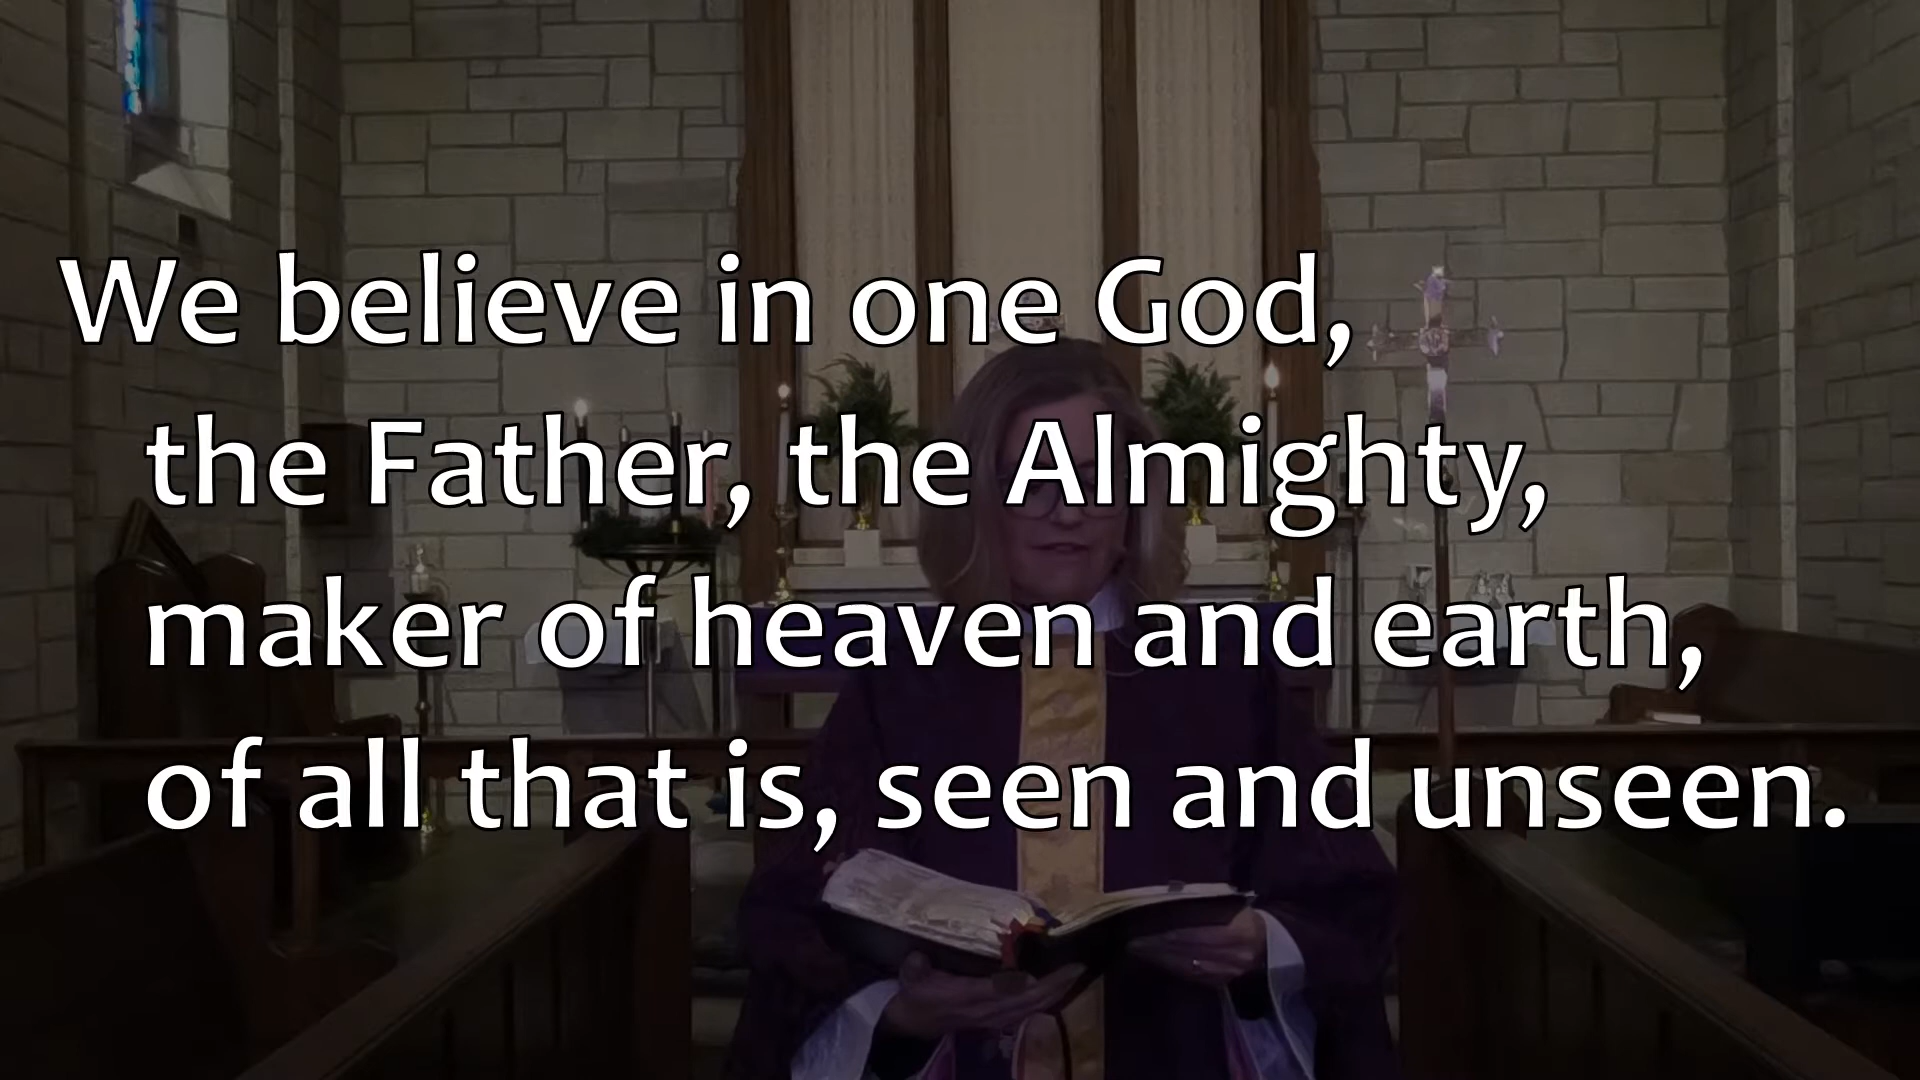 We believe in one God,
the Father, the Almighty,
maker of heaven and earth,
of all that is, seen and unseen.